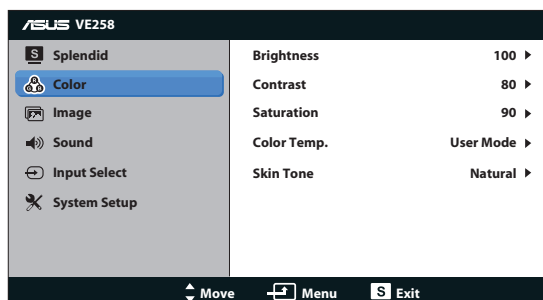 ASUS VE258
S Splendid
Color
Image
Sound
Input Select
System Setup
Brightness 100
Contrast 80
Saturation 90
Color Temp. User Mode
Skin Tone Natural
Move Menu S Exit